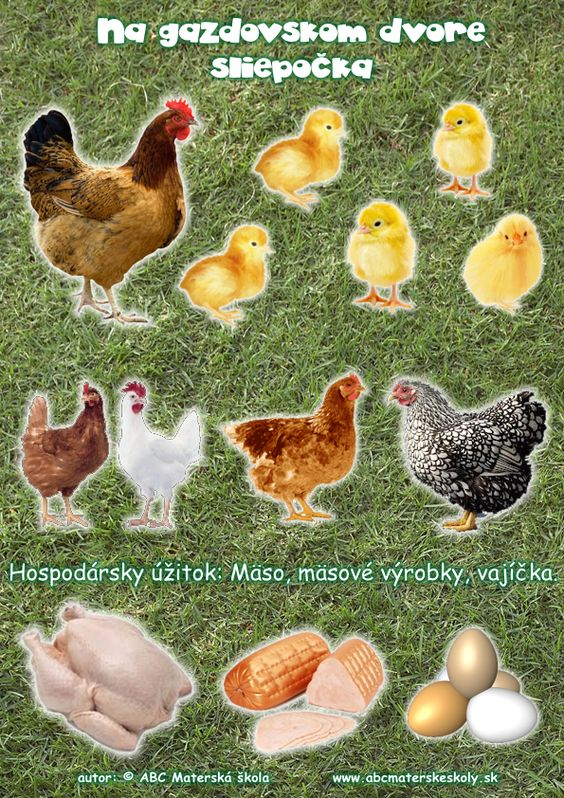 Na gazdovskom dvore
sliepočka
Hospodársky úžitok: Mäso, mäsové výrobky, vajíčka.
autor: © ABC Materská škola www.abcmaterskeskoly.sk